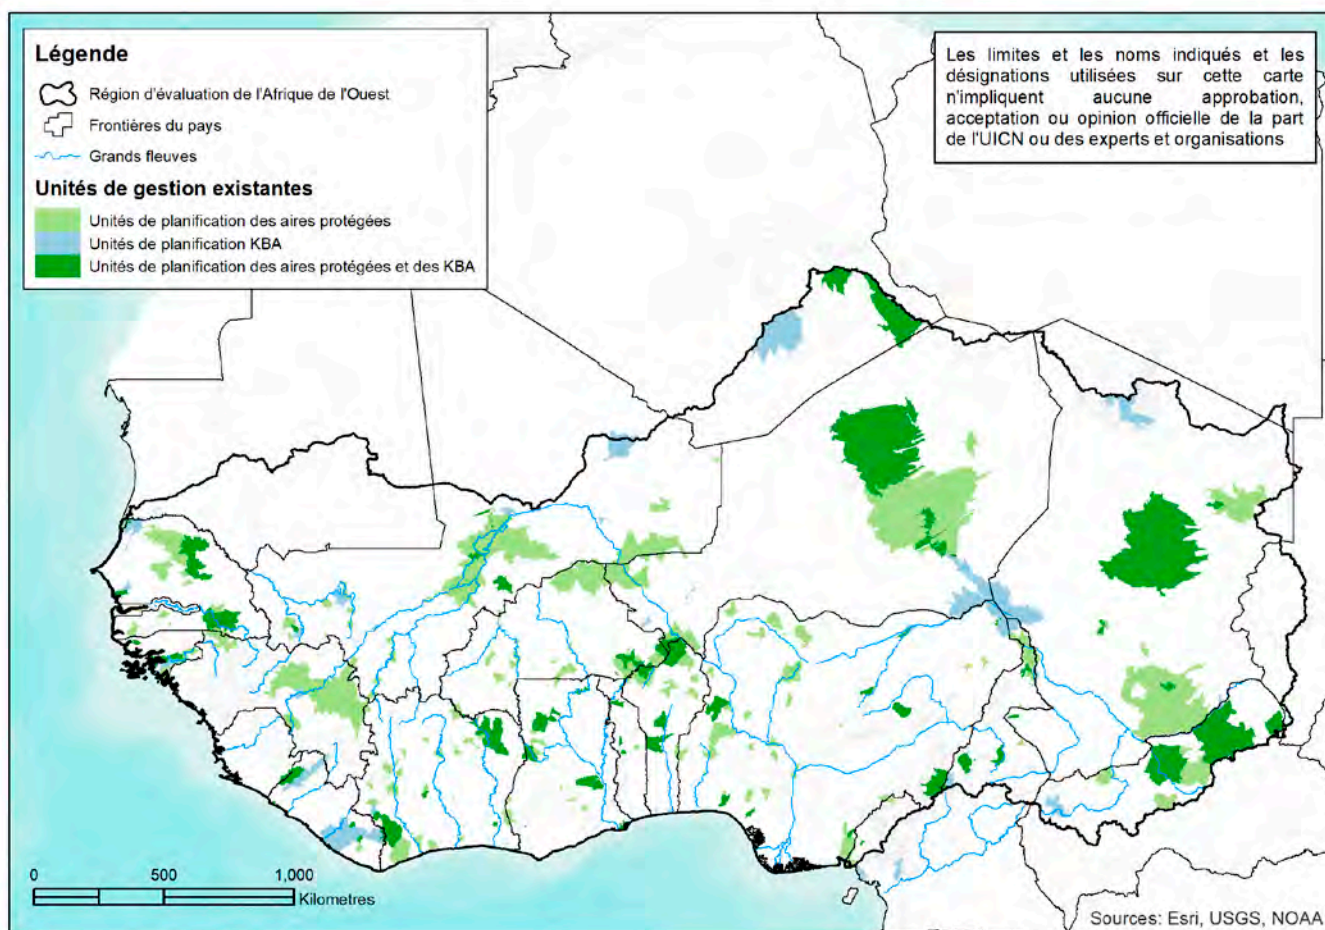 Légende
Région d'évaluation de l'Afrique de l'Ouest
Frontières du pays
Grands fleuves
Unités de gestion existantes
Unités de planification des aires protégées
Unités de planification KBA
Unités de planification des aires protégées et des KBA
Les limites et les noms indiqués et les
désignations utilisées sur cette carte
n'impliquent aucune approbation,
acceptation ou opinion officielle de la part
de l'UICN ou des experts et organisations
0 500 1,000
Kilometres
Sources: Esri, USGS, NOAA